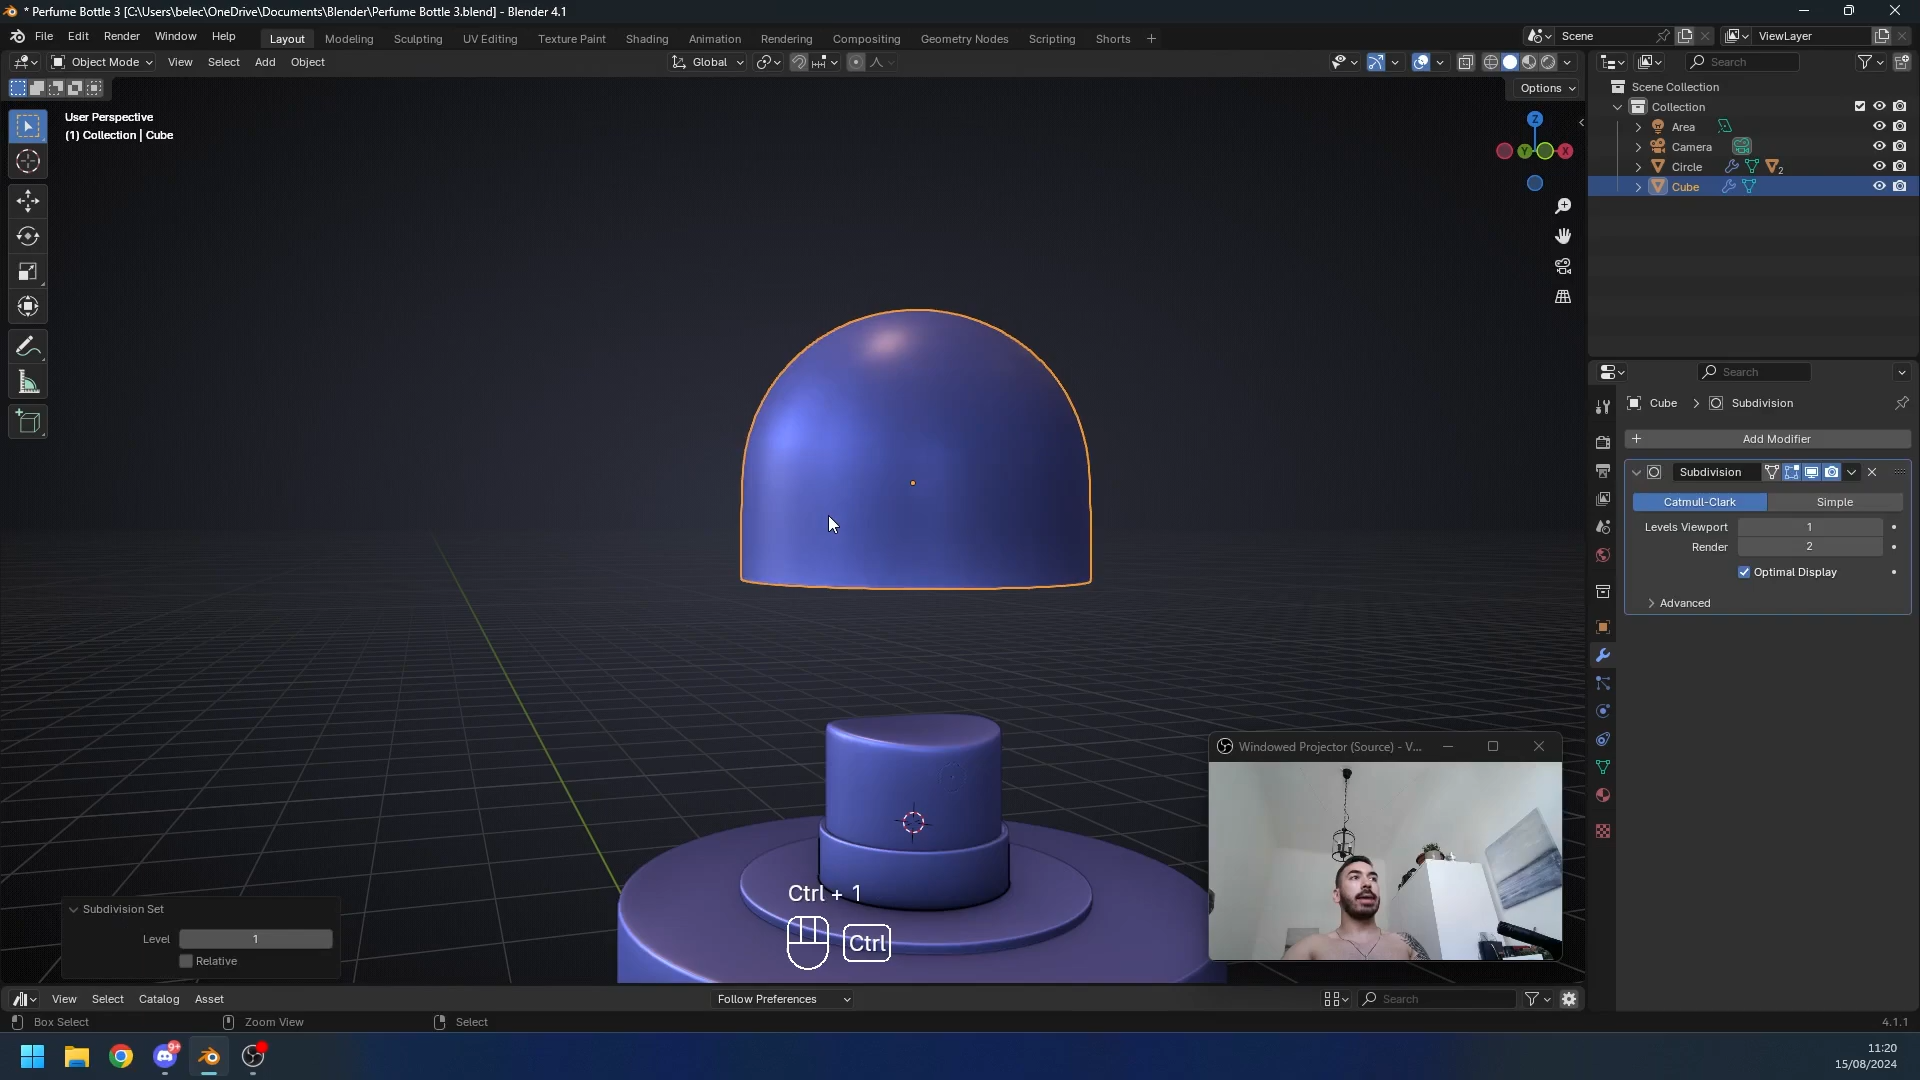 * Perfume Bottle 3 [C:\Users\belec\OneDrive\Documents\Blender\Perfume Bottle 3.blend] - Blender 4.1
File Edit Render Window Help Layout Modeling Sculpting UV Editing Texture Paint Shading Animation Rendering Compositing Geometry Nodes Scripting Shorts + Scene ViewLayer
Object Mode View Select Add Object Global Search
Options
User Perspective
(1) Collection | Cube
Z
Y
X
Scene Collection
Collection
Area
Camera
Circle 2
Cube
Search
Cube > Subdivision
+ Add Modifier
Subdivision
Catmull-Clark Simple
Levels Viewport 1
Render 2
Optimal Display
Advanced
Windowed Projector (Source) - V...
Ctrl + 1
Ctrl
Subdivision Set
Level 1
Relative
View Select Catalog Asset Follow Preferences Search
Box Select Zoom View Select 4.1.1
9+
11:20
15/08/2024